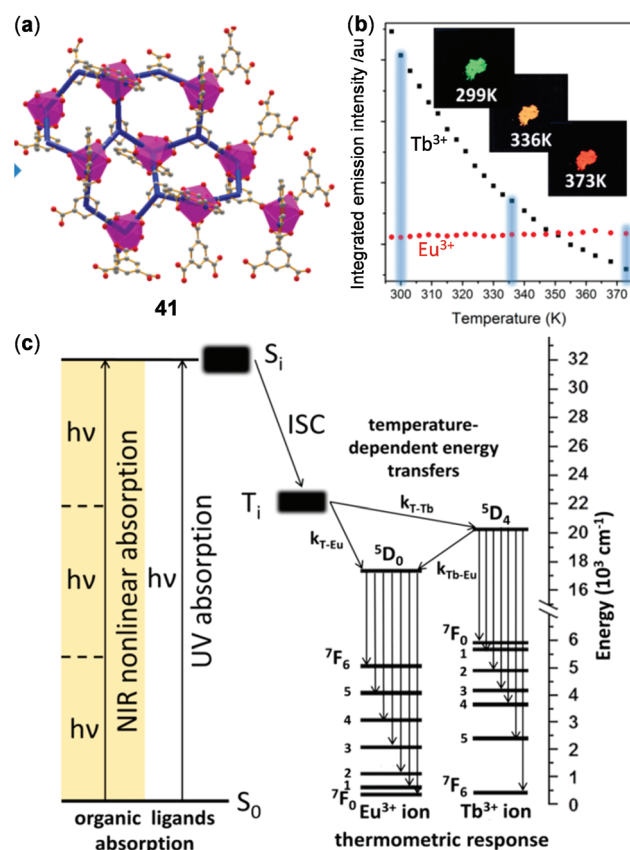 (a)
41
(b)
Integrated emission intensity /au
Tb³⁺
Eu³⁺
299K
336K
373K
300 310 320 330 340 350 360 370
Temperature (K)
(c)
hν
hν
hν
NIR nonlinear absorption
hν
UV absorption
Sᵢ
ISC
Tᵢ
S₀
organic ligands
absorption
temperature-
dependent energy
transfers
k_T-Tb
k_T-Eu
k_Tb-Eu
⁵D₀
⁵D₄
⁷F₆
5
4
3
2
1
⁷F₀
Eu³⁺ ion
⁷F₀
1
2
3
4
5
⁷F₆
Tb³⁺ ion
thermometric response
32
30
28
26
24
22
20
18
16
6
5
4
3
2
1
0
Energy (10³ cm⁻¹)